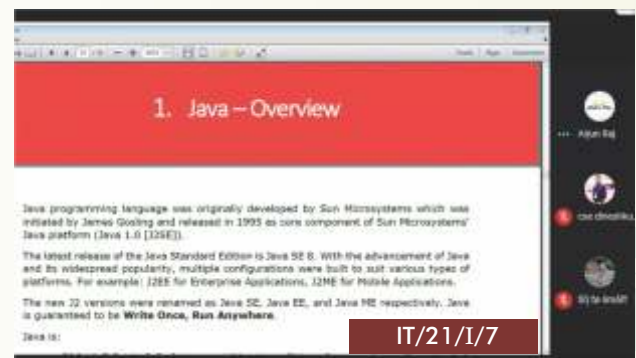 1. Java – Overview
Java programming language was originally developed by Sun Microsystems which was
initiated by James Gosling and released in 1995 as core component of Sun Microsystems'
Java platform (Java 1.0 [J2SE]).
The latest release of the Java Standard Edition is Java SE 8. With the advancement of Java
and its widespread popularity, multiple configurations were built to suit various types of
platforms. For example: J2EE for Enterprise Applications, J2ME for Mobile Applications.
The new J2 versions were renamed as Java SE, Java EE, and Java ME respectively. Java
is guaranteed to be Write Once, Run Anywhere.
Java is:
Arjun Raj
IT/21/I/7